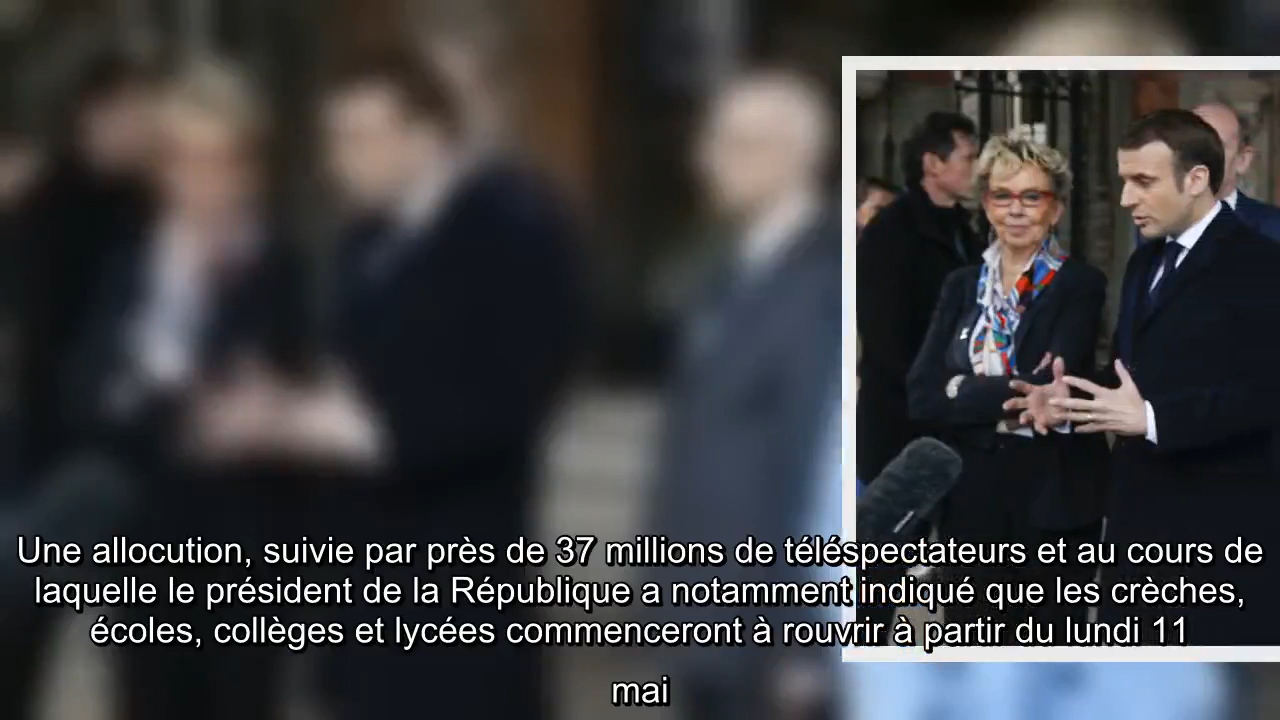 Une allocution, suivie par près de 37 millions de téléspectateurs et au cours de
laquelle le président de la République a notamment indiqué que les crèches,
écoles, collèges et lycées commenceront à rouvrir à partir du lundi 11
mai